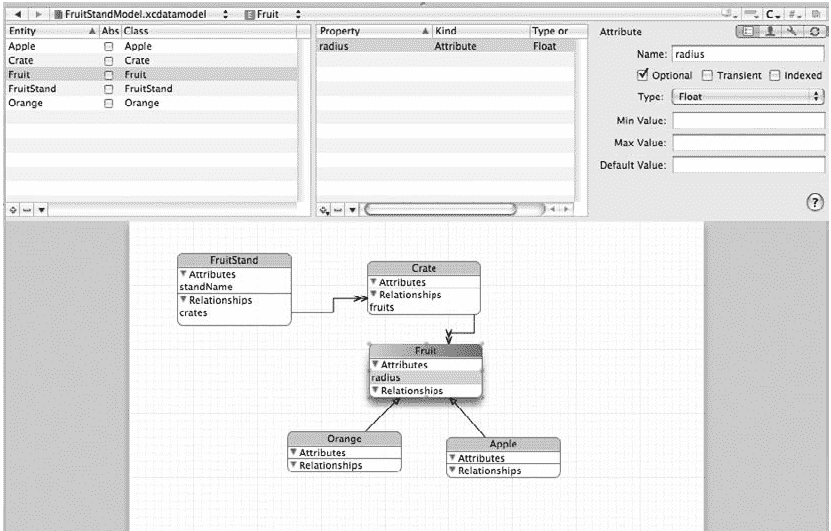 FruitStandModel.xcdatamodel Fruit C #
Entity Abs Class
Apple Apple
Crate Crate
Fruit Fruit
FruitStand FruitStand
Orange Orange
Property Kind Type or
radius Attribute Float
Attribute
Name: radius
Optional Transient Indexed
Type: Float
Min Value:
Max Value:
Default Value:
?
FruitStand
Attributes
standName
Relationships
crates
Crate
Attributes
Relationships
fruits
Fruit
Attributes
radius
Relationships
Orange
Attributes
Relationships
Apple
Attributes
Relationships